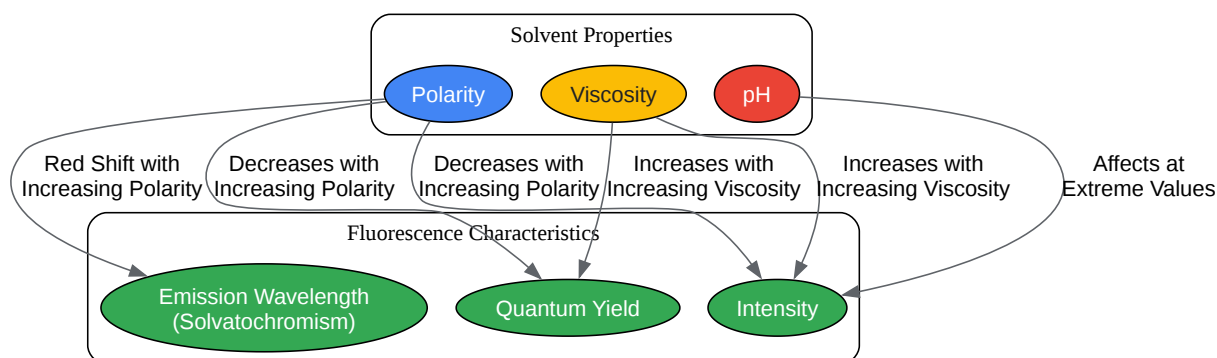 Solvent Properties
Polarity
Viscosity
pH
Red Shift with
Increasing Polarity
Decreases with
Increasing Polarity
Decreases with
Increasing Polarity
Increases with
Increasing Viscosity
Increases with
Increasing Viscosity
Affects at
Extreme Values
Fluorescence Characteristics
Emission Wavelength
(Solvatochromism)
Quantum Yield
Intensity